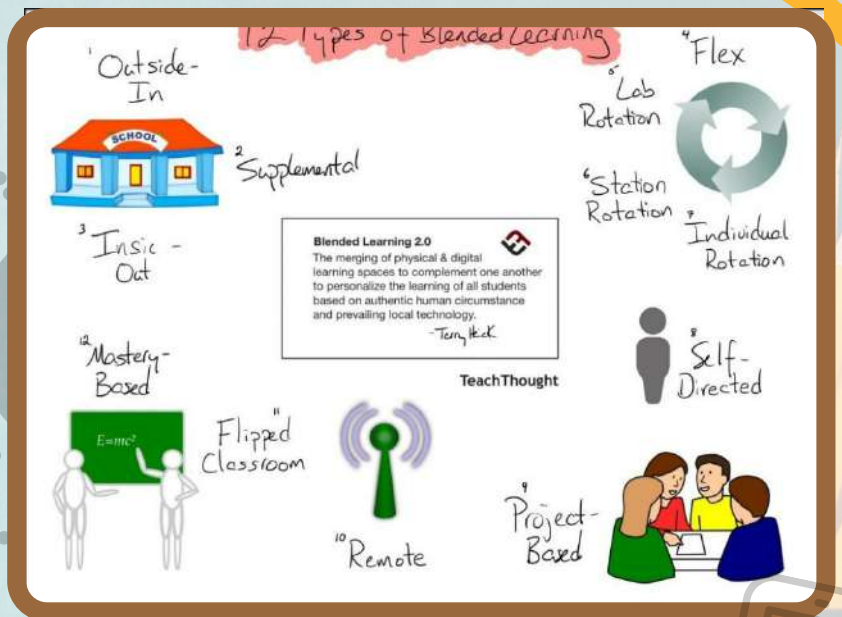 12 Types of Blended Learning
1 Outside-
In
SCHOOL
2 Supplemental
3 Insic -
Out
4 Flex
5 Lab
Rotation
6 Station
Rotation
7 Individual
Rotation
Blended Learning 2.0
The merging of physical & digital
learning spaces to complement one another
to personalize the learning of all students
based on authentic human circumstance
and prevailing local technology.
-Terry Heick
TeachThought
8 Self-
Directed
9 Project-
Based
10 Remote
11 Flipped
Classroom
12 Mastery-
Based
E=mc²